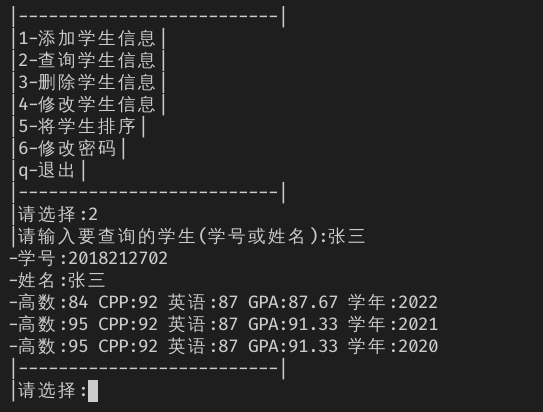 |--------------------------|
|1-添加学生信息|
|2-查询学生信息|
|3-删除学生信息|
|4-修改学生信息|
|5-将学生排序|
|6-修改密码|
|q-退出|
|--------------------------|
|请选择:2
|请输入要查询的学生(学号或姓名):张三
-学号:2018212702
-姓名:张三
-高数:84 CPP:92 英语:87 GPA:87.67 学年:2022
-高数:95 CPP:92 英语:87 GPA:91.33 学年:2021
-高数:95 CPP:92 英语:87 GPA:91.33 学年:2020
|--------------------------|
|请选择: